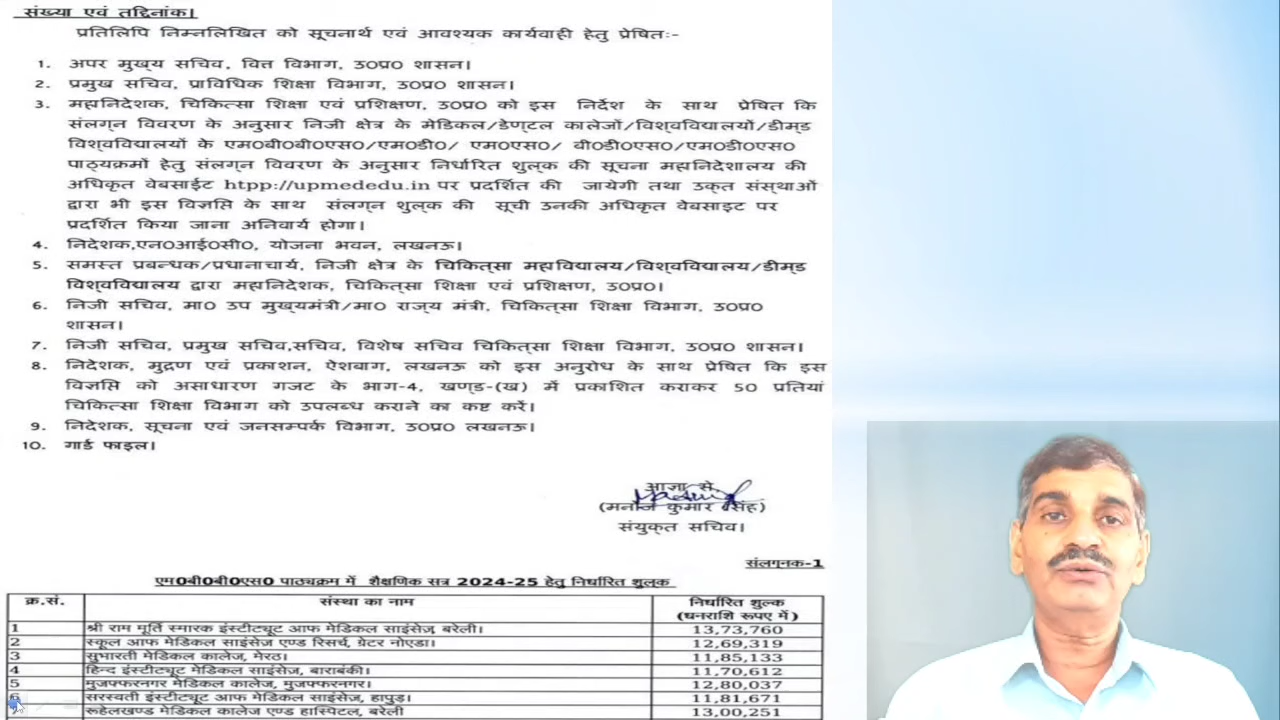 संख्या एवं तद्दिनांक।
प्रतिलिपि निम्नलिखित को सूचनार्थ एवं आवश्यक कार्यवाही हेतु प्रेषितः-
1. अपर मुख्य सचिव, वित्त विभाग, उ0प्र0 शासन।
2. प्रमुख सचिव, प्राविधिक शिक्षा विभाग, उ0प्र0 शासन।
3. महानिदेशक, चिकित्सा शिक्षा एवं प्रशिक्षण, उ0प्र0 को इस निर्देश के साथ प्रेषित कि
संलग्न विवरण के अनुसार निजी क्षेत्र के मेडिकल/डेण्टल कालेजों/विश्वविद्यालयों/डीम्ड
विश्वविद्यालयों के एम0बी0बी0एस0/एम0डी0/ एम0एस0/ बी0डी0एस0/एम0डी0एस0
पाठ्यक्रमों हेतु संलग्न विवरण के अनुसार निर्धारित शुल्क की सूचना महानिदेशालय की
अधिकृत वेबसाईट htpp://upmededu.in पर प्रदर्शित की जायेगी तथा उक्त संस्थाओं
द्वारा भी इस विज्ञप्ति के साथ संलग्न शुल्क की सूची उनकी अधिकृत वेबसाइट पर
प्रदर्शित किया जाना अनिवार्य होगा।
4. निदेशक,एन0आई0सी0, योजना भवन, लखनऊ।
5. समस्त प्रबन्धक/प्रधानाचार्य, निजी क्षेत्र के चिकित्सा महाविद्यालय/विश्वविद्यालय/डीम्ड
विश्वविद्यालय द्वारा महानिदेशक, चिकित्सा शिक्षा एवं प्रशिक्षण, उ0प्र0।
6. निजी सचिव, मा0 उप मुख्यमंत्री/मा0 राज्य मंत्री, चिकित्सा शिक्षा विभाग, उ0प्र0
शासन।
7. निजी सचिव, प्रमुख सचिव,सचिव, विशेष सचिव चिकित्सा शिक्षा विभाग, उ0प्र0 शासन।
8. निदेशक, मुद्रण एवं प्रकाशन, ऐशबाग, लखनऊ को इस अनुरोध के साथ प्रेषित कि इस
विज्ञप्ति को असाधारण गजट के भाग-4, खण्ड-(ख) में प्रकाशित कराकर 50 प्रतियां
चिकित्सा शिक्षा विभाग को उपलब्ध कराने का कष्ट करें।
9. निदेशक, सूचना एवं जनसम्पर्क विभाग, उ0प्र0 लखनऊ।
10. गार्ड फाइल।
आज्ञा से,
(मनोज कुमार सिंह)
संयुक्त सचिव।
संलग्नक-1
एम0बी0बी0एस0 पाठ्यक्रम में शैक्षणिक सत्र 2024-25 हेतु निर्धारित शुल्क
क्र.सं. संस्था का नाम निर्धारित शुल्क
(धनराशि रूपए में)
1 श्री राम मूर्ति स्मारक इंस्टीट्यूट आफ मेडिकल साइंसेज, बरेली। 13,73,760
2 स्कूल आफ मेडिकल साइंसेज एण्ड रिसर्च, ग्रेटर नोएडा। 12,69,319
3 सुभारती मेडिकल कालेज, मेरठ। 11,85,133
4 हिन्द इंस्टीट्यूट मेडिकल साइंसेज, बाराबंकी। 11,70,612
5 मुजफ्फरनगर मेडिकल कालेज, मुजफ्फरनगर। 12,80,037
6 सरस्वती इंस्टीट्यूट आफ मेडिकल साइंसेज, हापुड़। 11,81,671
रूहेलखण्ड मेडिकल कालेज एण्ड हास्पिटल, बरेली 13,00,251